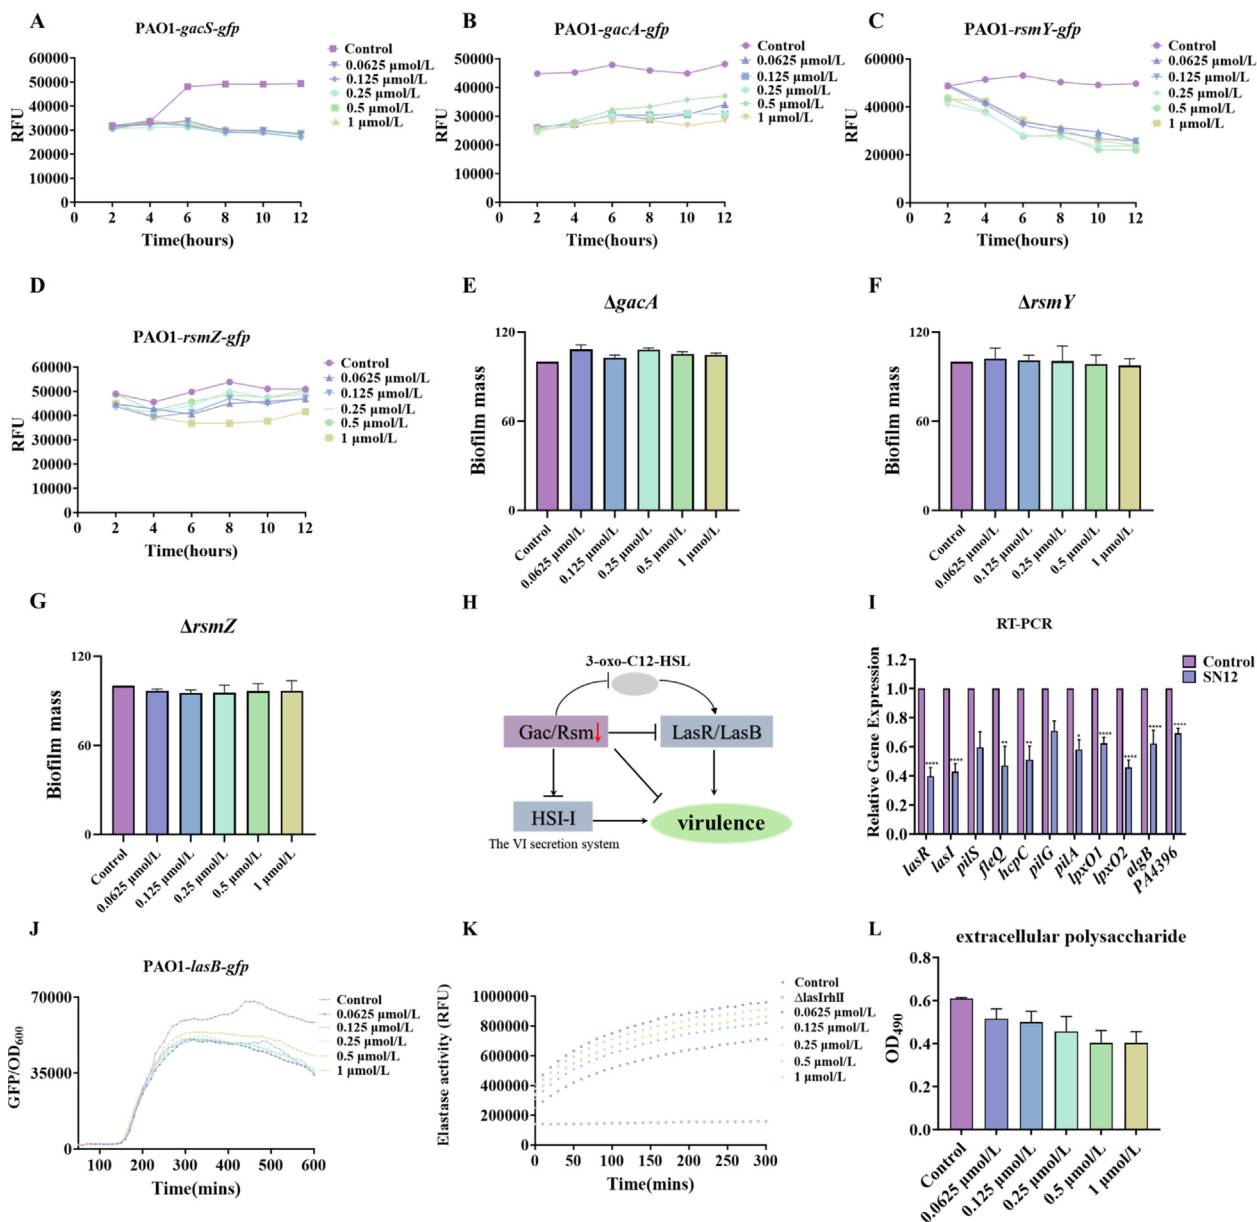 A
PAO1-gacS-gfp
RFU
60000
50000
40000
30000
20000
10000
0
0 2 4 6 8 10 12
Time(hours)
Control
0.0625 μmol/L
0.125 μmol/L
0.25 μmol/L
0.5 μmol/L
1 μmol/L
B
PAO1-gacA-gfp
RFU
50000
40000
30000
20000
10000
0
0 2 4 6 8 10 12
Time(hours)
Control
0.0625 μmol/L
0.125 μmol/L
0.25 μmol/L
0.5 μmol/L
1 μmol/L
C
PAO1-rsmY-gfp
RFU
60000
40000
20000
0
0 2 4 6 8 10 12
Time(hours)
Control
0.0625 μmol/L
0.125 μmol/L
0.25 μmol/L
0.5 μmol/L
1 μmol/L
D
PAO1-rsmZ-gfp
RFU
60000
50000
40000
30000
20000
10000
0
0 2 4 6 8 10 12
Time(hours)
Control
0.0625 μmol/L
0.125 μmol/L
0.25 μmol/L
0.5 μmol/L
1 μmol/L
E
ΔgacA
Biofilm mass
120
60
0
Control
0.0625 μmol/L
0.125 μmol/L
0.25 μmol/L
0.5 μmol/L
1 μmol/L
F
ΔrsmY
Biofilm mass
120
60
0
Control
0.0625 μmol/L
0.125 μmol/L
0.25 μmol/L
0.5 μmol/L
1 μmol/L
G
ΔrsmZ
Biofilm mass
120
60
0
Control
0.0625 μmol/L
0.125 μmol/L
0.25 μmol/L
0.5 μmol/L
1 μmol/L
H
3-oxo-C12-HSL
Gac/Rsm
LasR/LasB
HSI-I
virulence
The VI secretion system
I
RT-PCR
Relative Gene Expression
1.2
1.0
0.8
0.6
0.4
0.2
0.0
**** **** ** ** * **** **** **** ****
lasR
lasI
pilS
fleQ
hcpC
pilG
pilA
lpxO1
lpxO2
algB
PA4396
Control
SN12
J
PAO1-lasB-gfp
GFP/OD600
70000
35000
0
100 200 300 400 500 600
Time(mins)
Control
0.0625 μmol/L
0.125 μmol/L
0.25 μmol/L
0.5 μmol/L
1 μmol/L
K
Elastase activity (RFU)
1000000
800000
600000
400000
200000
0
0 50 100 150 200 250 300
Time(mins)
Control
ΔlasIrhlI
0.0625 μmol/L
0.125 μmol/L
0.25 μmol/L
0.5 μmol/L
1 μmol/L
L
extracellular polysaccharide
OD490
0.8
0.6
0.4
0.2
0.0
Control
0.0625 μmol/L
0.125 μmol/L
0.25 μmol/L
0.5 μmol/L
1 μmol/L